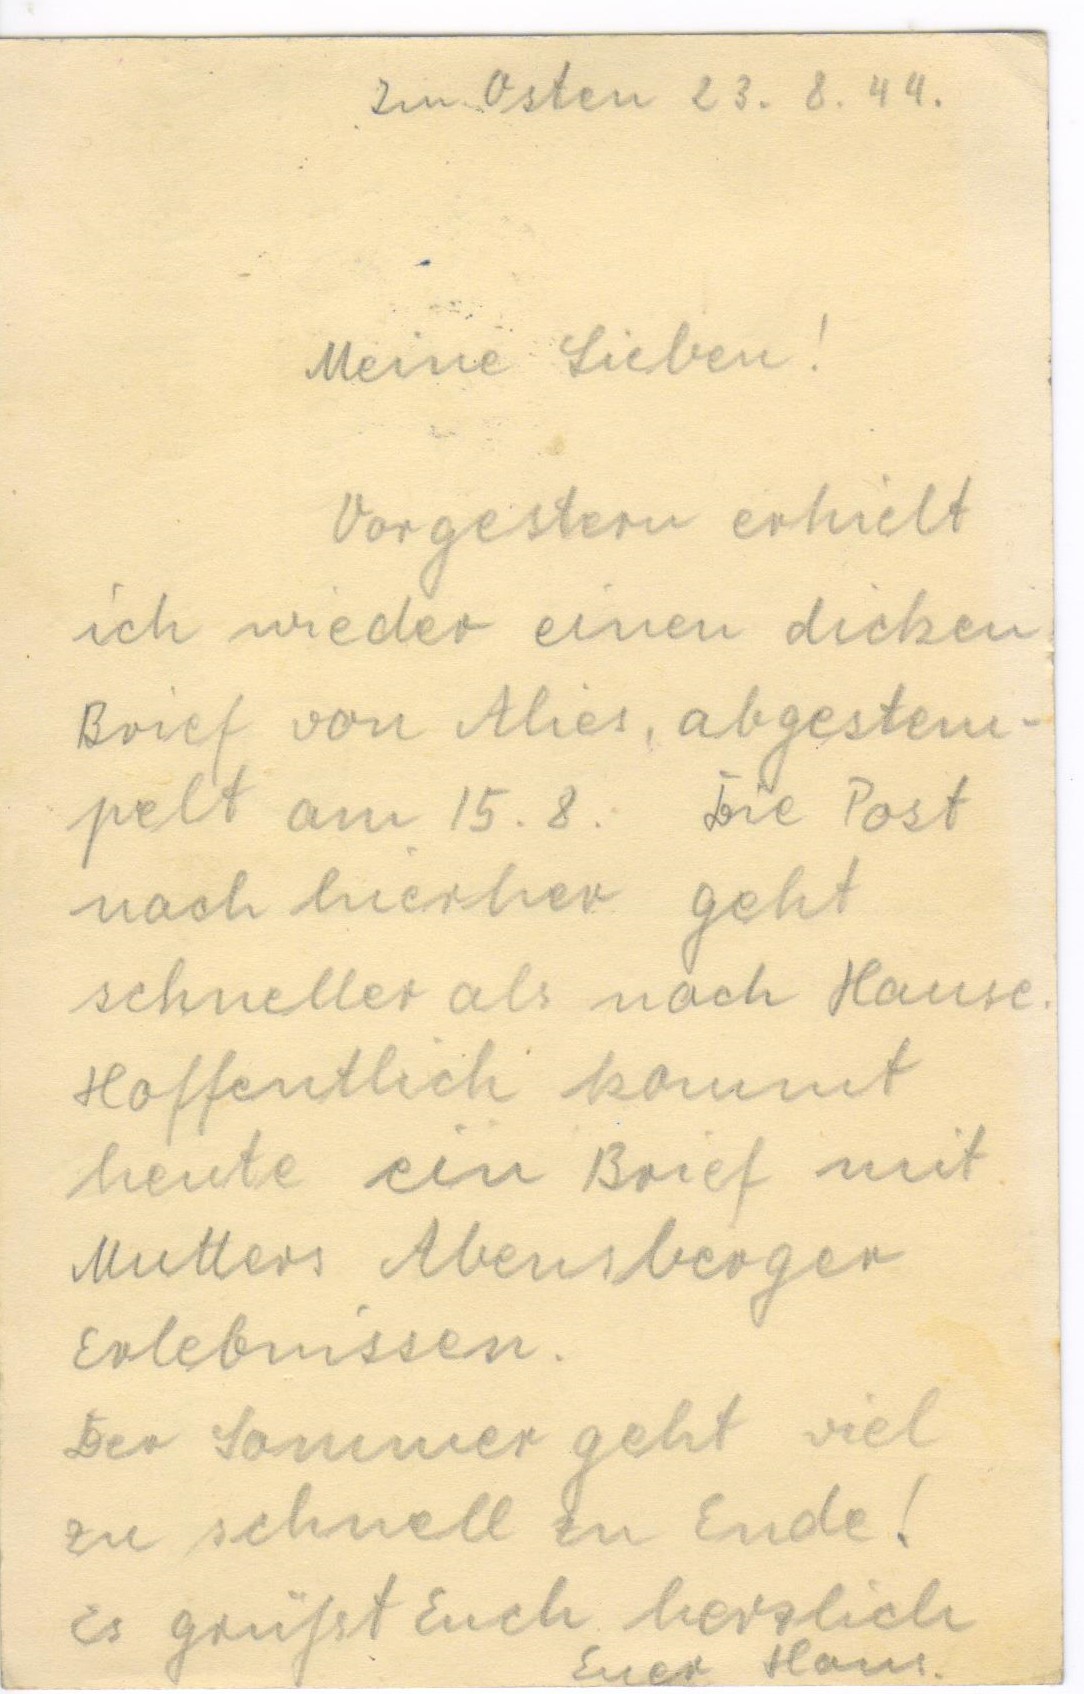 Im Osten 23. 8. 44.
Meine Lieben!
Vorgestern erhielt
ich wieder einen dicken
Brief von Alies, abgestem-
pelt am 15. 8. Die Post
nach hierher geht
schneller als nach Hause.
Hoffentlich kommt
heute ein Brief mit
Mutters Abensberger
Erlebnissen.
Der Sommer geht viel
zu schnell zu Ende!
Es grüßt Euch herzlich
Euer Hans.